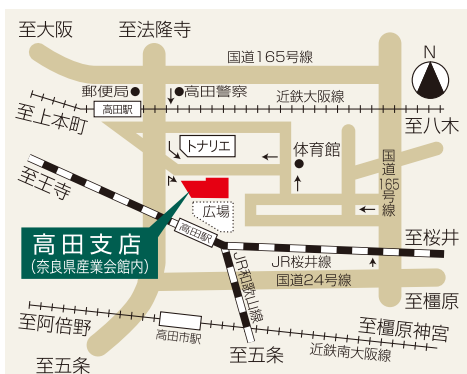 至大阪
至法隆寺
国道165号線
N
郵便局
高田警察
近鉄大阪線
高田駅
至上本町
至八木
トナリエ
体育館
国道165号線
至王寺
広場
高田駅
高田支店
(奈良県産業会館内)
至桜井
JR桜井線
JR和歌山線
国道24号線
至橿原
至阿倍野
高田市駅
至橿原神宮
近鉄南大阪線
至五条
至五条